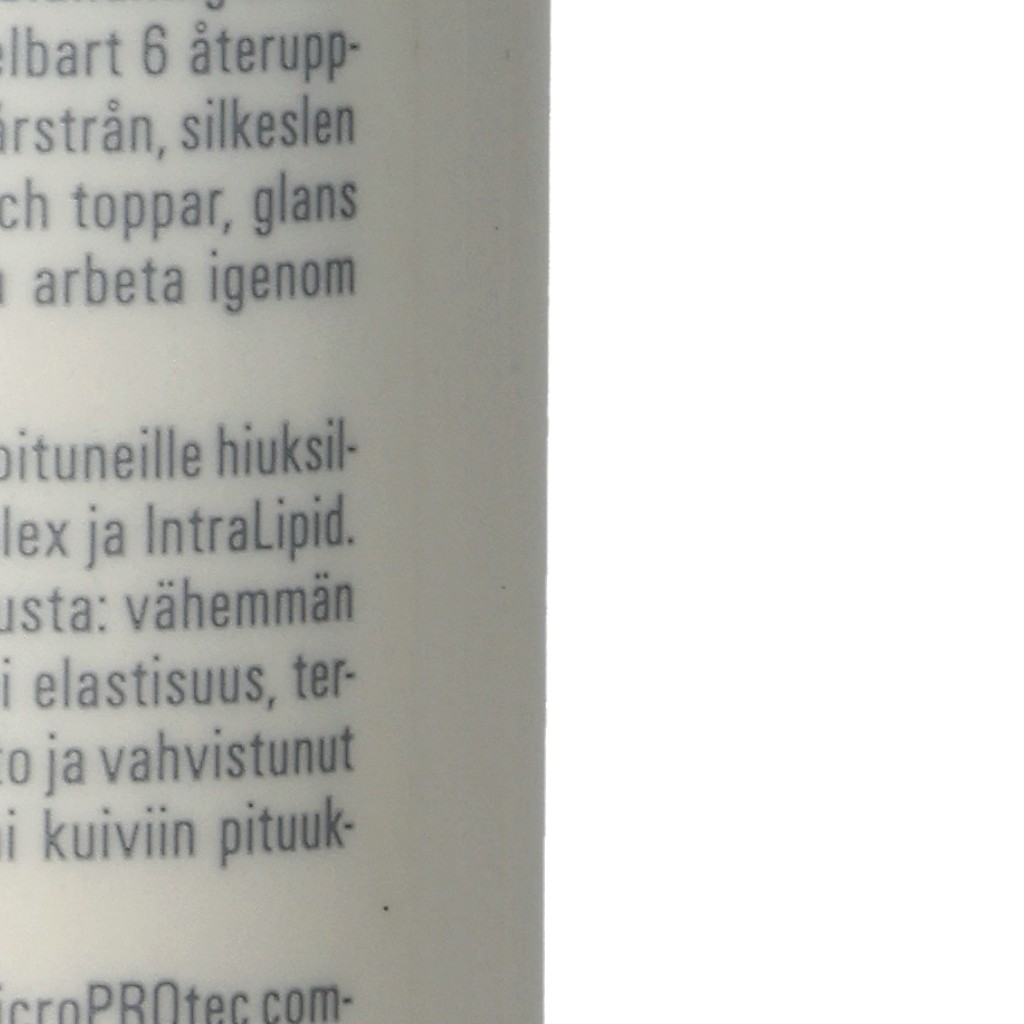 elbart 6 återupp-
årstrån, silkeslen
ch toppar, glans
arbeta igenom
oituneille hiuksil-
lex ja IntraLipid.
usta: vähemmän
i elastisuus, ter-
to ja vahvistunut
i kuiviin pituuk-
icroPROtec com-